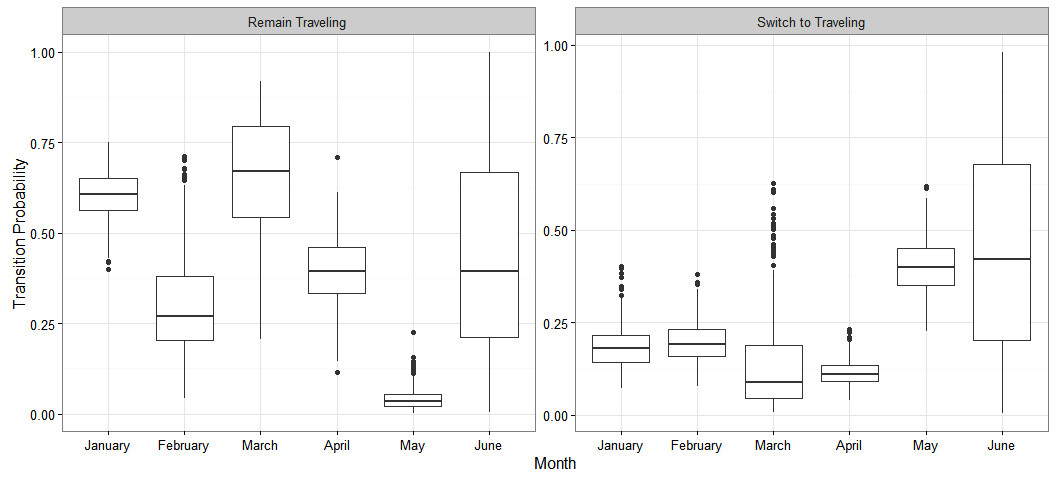 Remain Traveling
Switch to Traveling
Transition Probability
1.00
0.75
0.50
0.25
0.00
1.00
0.75
0.50
0.25
0.00
January February March April May June
January February March April May June
Month